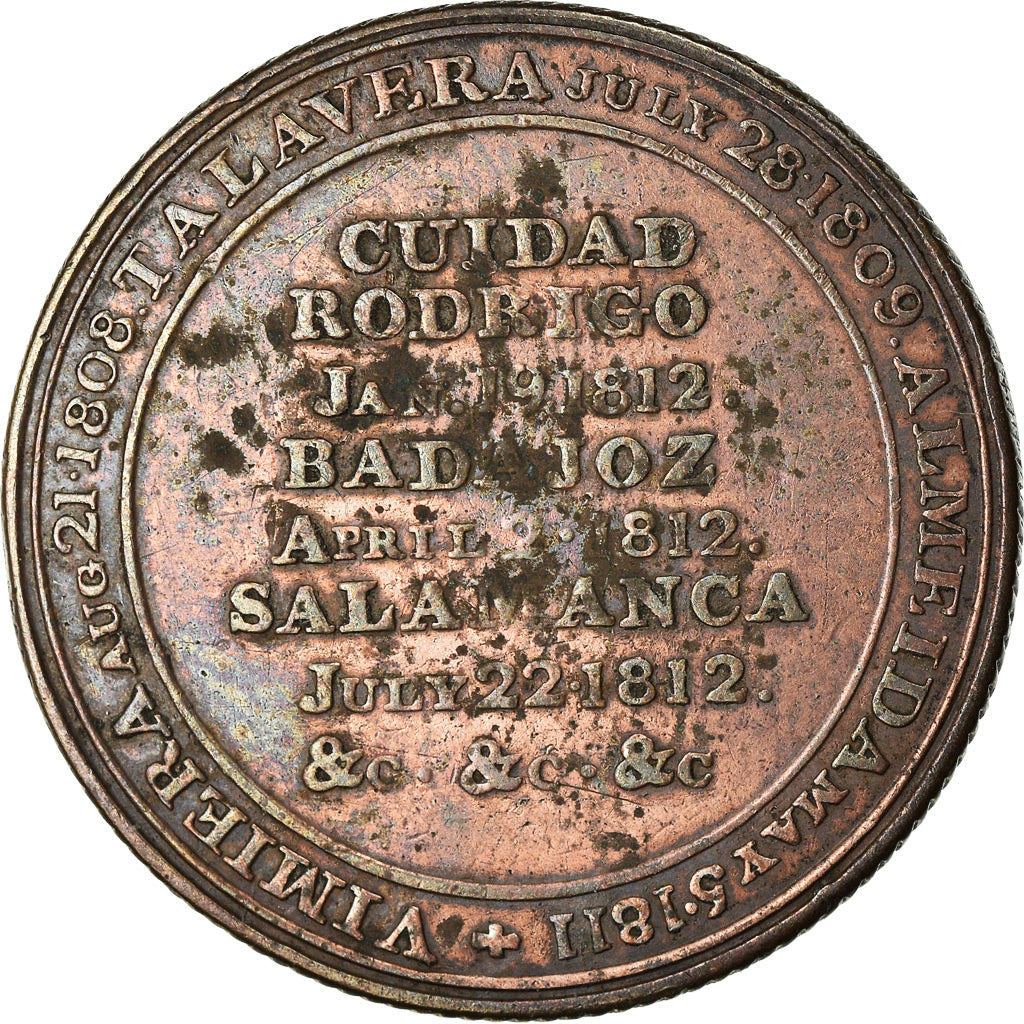 VIMIERA AUG 21·1808. TALAVERA JULY 28·1809. ALMEIDA MAY 5·1811
CUIDAD
RODRIGO
JAN. 19 1812.
BADAJOZ
APRIL 2·1812.
SALAMANCA
JULY 22·1812.
&C. &C. &C